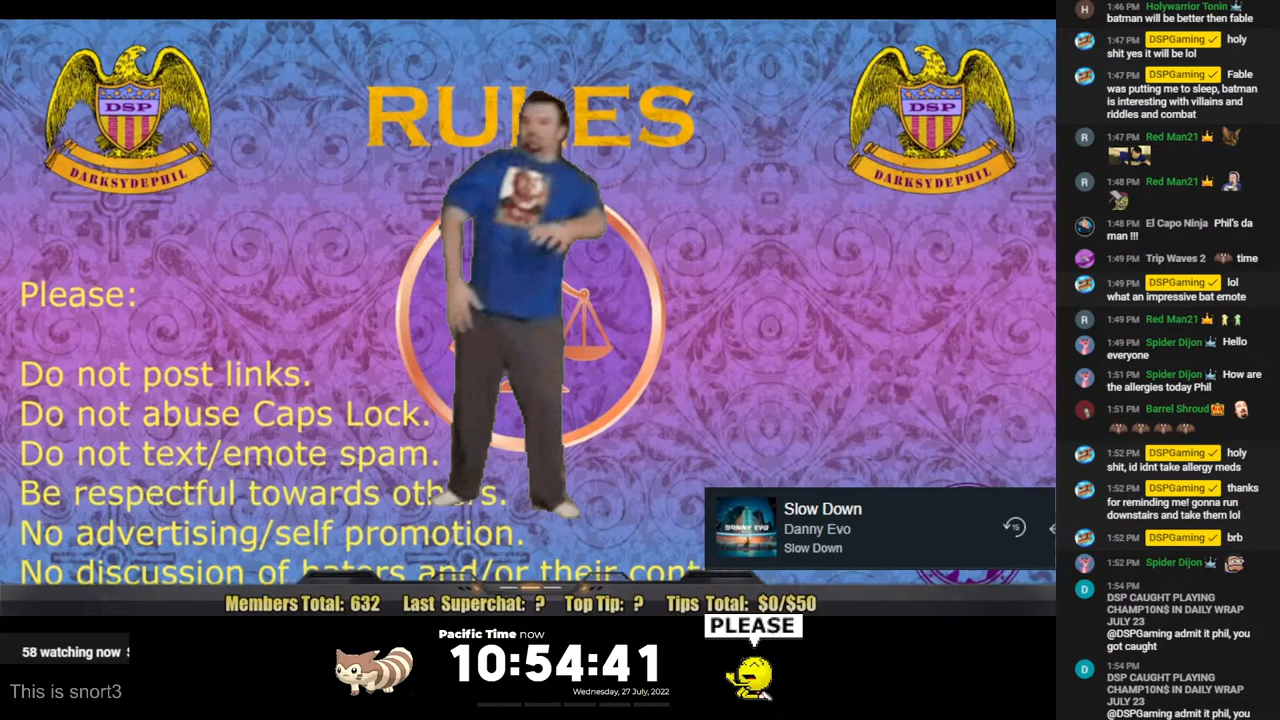 DSP
DARKSYDEPHIL
RULES
DSP
DARKSYDEPHIL
Please:
Do not post links.
Do not abuse Caps Lock.
Do not text/emote spam.
Be respectful towards others.
No advertising/self promotion.
No discussion of haters and/or their cont
DANNY EVO
Slow Down
Danny Evo
Slow Down
15
Members Total: 632 Last Superchat: ? Top Tip: ? Tips Total: $0/$50
58 watching now
This is snort3
Pacific Time now
10:54:41
Wednesday, 27 July, 2022
PLEASE
H 1:46 PM Holywarrior Tonin
batman will be better then fable
1:47 PM DSPGaming ✓ holy
shit yes it will be lol
1:47 PM DSPGaming ✓ Fable
was putting me to sleep, batman
is interesting with villains and
riddles and combat
R 1:47 PM Red Man21
R 1:48 PM Red Man21
1:48 PM El Capo Ninja Phil's da
man !!!
1:49 PM Trip Waves 2 time
1:49 PM DSPGaming ✓ lol
what an impressive bat emote
R 1:49 PM Red Man21
1:49 PM Spider Dijon Hello
everyone
1:51 PM Spider Dijon How are
the allergies today Phil
1:51 PM Barrel Shroud
1:52 PM DSPGaming ✓ holy
shit, id idnt take allergy meds
1:52 PM DSPGaming ✓ thanks
for reminding me! gonna run
downstairs and take them lol
1:52 PM DSPGaming ✓ brb
1:52 PM Spider Dijon
D 1:54 PM
DSP CAUGHT PLAYING
CHAMP10N$ IN DAILY WRAP
JULY 23
@DSPGaming admit it phil, you
got caught
D 1:54 PM
DSP CAUGHT PLAYING
CHAMP10N$ IN DAILY WRAP
JULY 23
@DSPGaming admit it phil, you